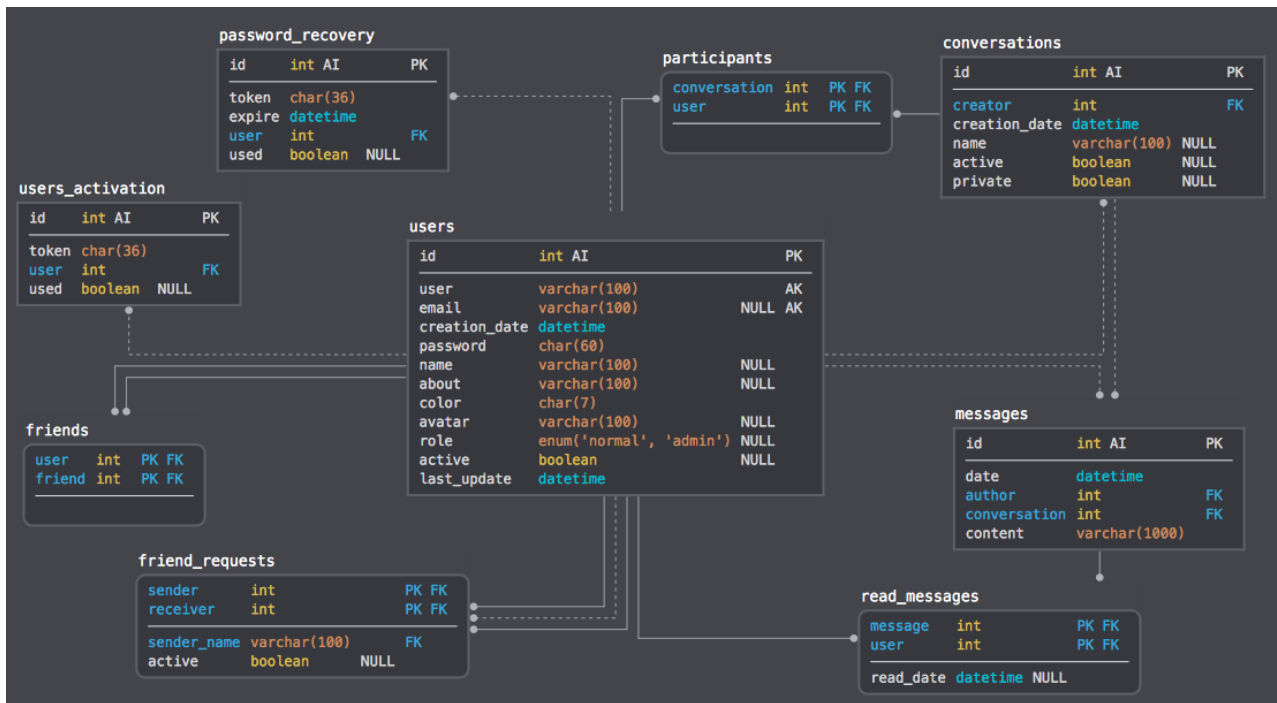 password_recovery
id int AI PK
token char(36)
expire datetime
user int FK
used boolean NULL
participants
conversation int PK FK
user int PK FK
conversations
id int AI PK
creator int FK
creation_date datetime
name varchar(100) NULL
active boolean NULL
private boolean NULL
users_activation
id int AI PK
token char(36)
user int FK
used boolean NULL
users
id int AI PK
user varchar(100) AK
email varchar(100) NULL AK
creation_date datetime
password char(60)
name varchar(100) NULL
about varchar(100) NULL
color char(7)
avatar varchar(100) NULL
role enum('normal', 'admin') NULL
active boolean NULL
last_update datetime
friends
user int PK FK
friend int PK FK
messages
id int AI PK
date datetime
author int FK
conversation int FK
content varchar(1000)
friend_requests
sender int PK FK
receiver int PK FK
sender_name varchar(100) FK
active boolean NULL
read_messages
message int PK FK
user int PK FK
read_date datetime NULL